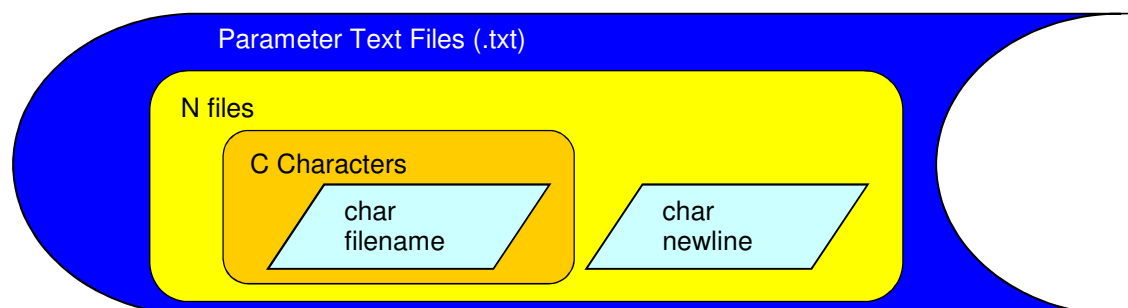 Parameter Text Files (.txt)
N files
C Characters
char
filename
char
newline